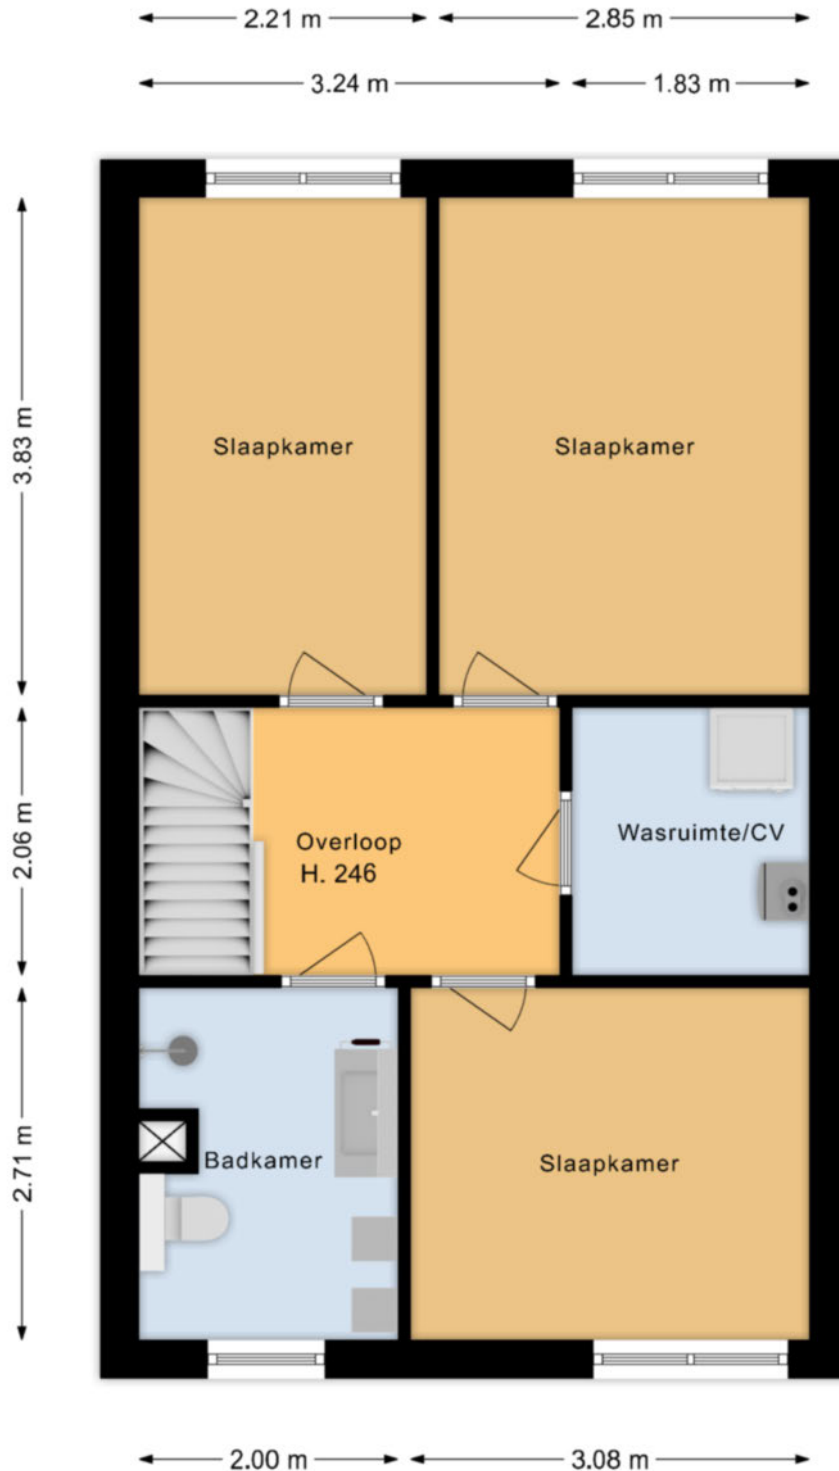 2.21 m
2.85 m
3.24 m
1.83 m
3.83 m
Slaapkamer
Slaapkamer
2.06 m
Overloop
H. 246
Wasruimte/CV
2.71 m
Badkamer
Slaapkamer
2.00 m
3.08 m